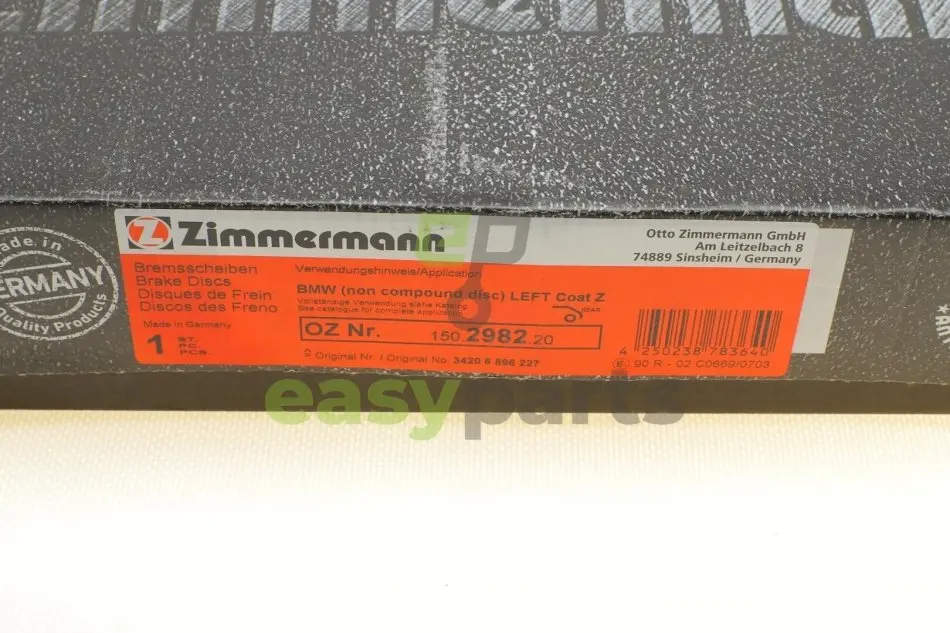 Zimmermann
Otto Zimmermann GmbH
Am Leitzelbach 8
74889 Sinsheim / Germany
Bremsscheiben
Brake Discs
Disques de Frein
Discos des Freno
Made in Germany
1 ST.
PC.
PCS.
Verwendungshinweis/Application
BMW (non compound disc) LEFT Coat Z
Vollständige Verwendung siehe Katalog
See catalogue for complete application
REAR
OZ Nr. 150.2982.20
Original Nr. / Original No. 3420 6 896 227
4 250238 783640
90 R - 02 C0669/0703
made in
GERMANY
Quality Products
easyparts